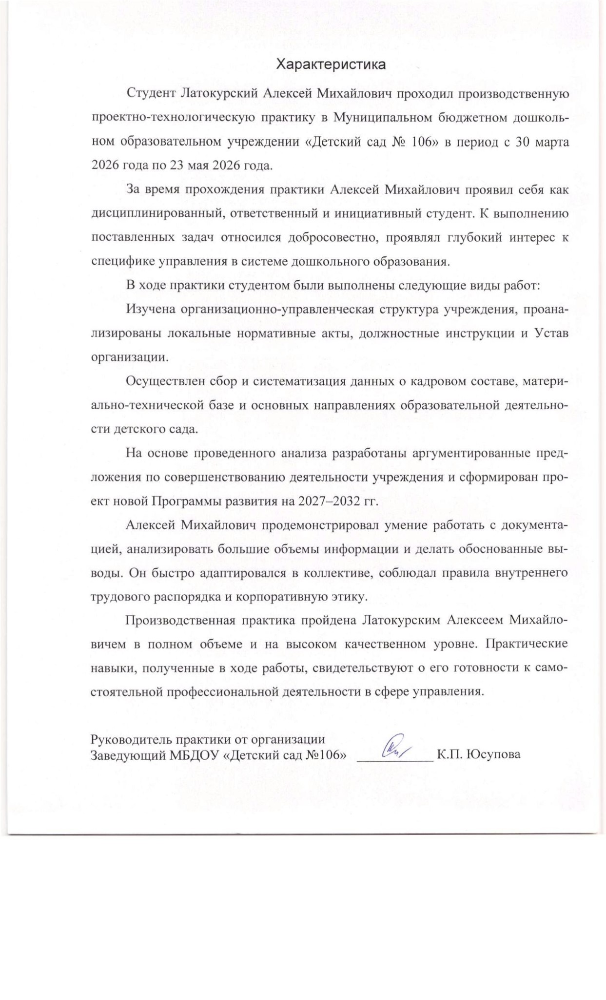 Характеристика
Студент Латокурский Алексей Михайлович проходил производственную
проектно-технологическую практику в Муниципальном бюджетном дошколь-
ном образовательном учреждении «Детский сад № 106» в период с 30 марта
2026 года по 23 мая 2026 года.
За время прохождения практики Алексей Михайлович проявил себя как
дисциплинированный, ответственный и инициативный студент. К выполнению
поставленных задач относился добросовестно, проявлял глубокий интерес к
специфике управления в системе дошкольного образования.
В ходе практики студентом были выполнены следующие виды работ:
Изучена организационно-управленческая структура учреждения, проана-
лизированы локальные нормативные акты, должностные инструкции и Устав
организации.
Осуществлен сбор и систематизация данных о кадровом составе, матери-
ально-технической базе и основных направлениях образовательной деятельно-
сти детского сада.
На основе проведенного анализа разработаны аргументированные пред-
ложения по совершенствованию деятельности учреждения и сформирован про-
ект новой Программы развития на 2027–2032 гг.
Алексей Михайлович продемонстрировал умение работать с документа-
цией, анализировать большие объемы информации и делать обоснованные вы-
воды. Он быстро адаптировался в коллективе, соблюдал правила внутреннего
трудового распорядка и корпоративную этику.
Производственная практика пройдена Латокурским Алексеем Михайло-
вичем в полном объеме и на высоком качественном уровне. Практические
навыки, полученные в ходе работы, свидетельствуют о его готовности к само-
стоятельной профессиональной деятельности в сфере управления.
Руководитель практики от организации
Заведующий МБДОУ «Детский сад №106» ___________ К.П. Юсупова